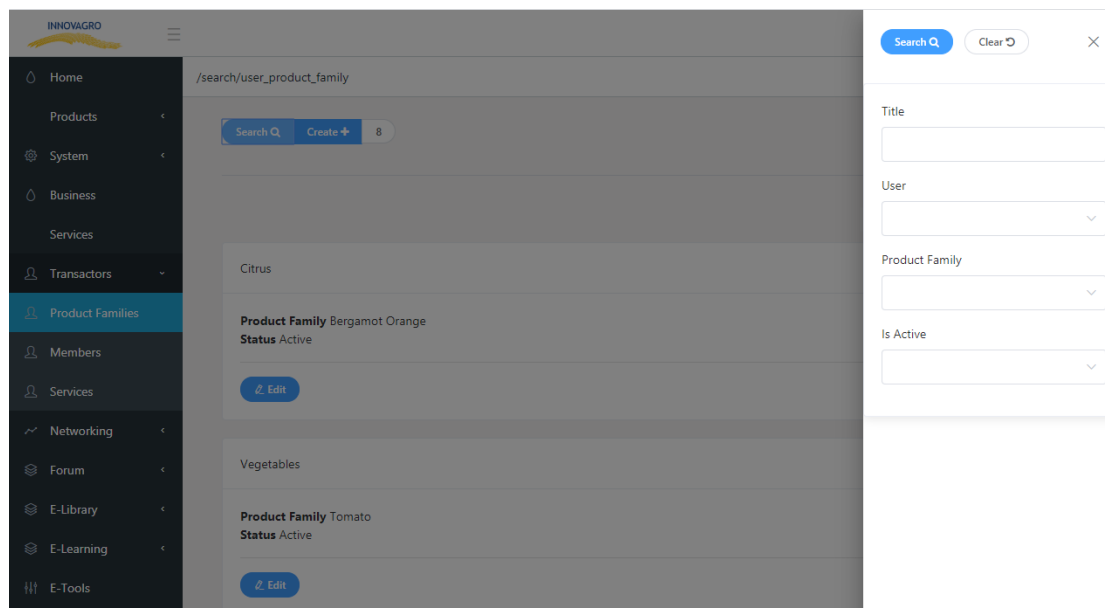 INNOVAGRO
Home
Products
System
Business
Services
Transactors
Product Families
Members
Services
Networking
Forum
E-Library
E-Learning
E-Tools
/search/user_product_family
Search Create + 8
Citrus
Product Family Bergamot Orange
Status Active
Edit
Vegetables
Product Family Tomato
Status Active
Edit
Search Clear
Title
User
Product Family
Is Active